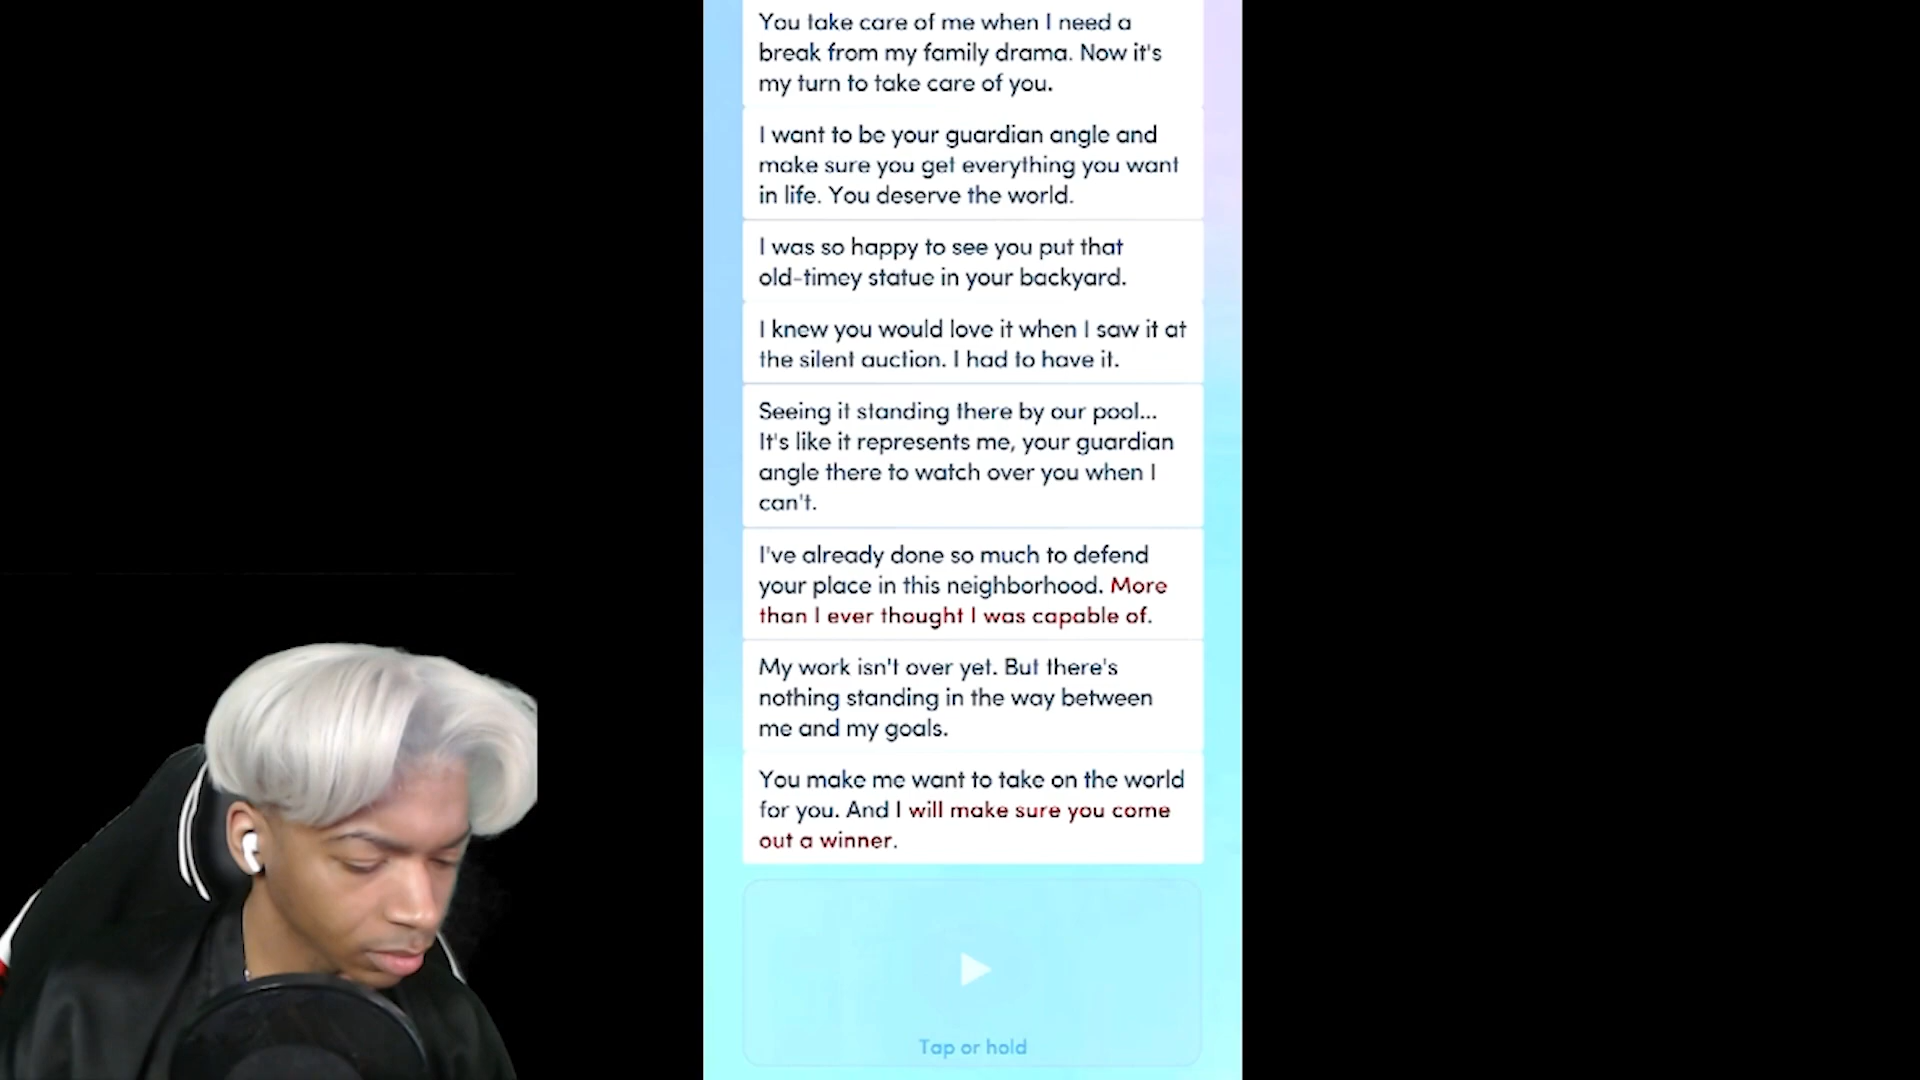 You take care of me when I need a
break from my family drama. Now it's
my turn to take care of you.
I want to be your guardian angle and
make sure you get everything you want
in life. You deserve the world.
I was so happy to see you put that
old-timey statue in your backyard.
I knew you would love it when I saw it at
the silent auction. I had to have it.
Seeing it standing there by our pool...
It's like it represents me, your guardian
angle there to watch over you when I
can't.
I've already done so much to defend
your place in this neighborhood. More
than I ever thought I was capable of.
My work isn't over yet. But there's
nothing standing in the way between
me and my goals.
You make me want to take on the world
for you. And I will make sure you come
out a winner.
Tap or hold